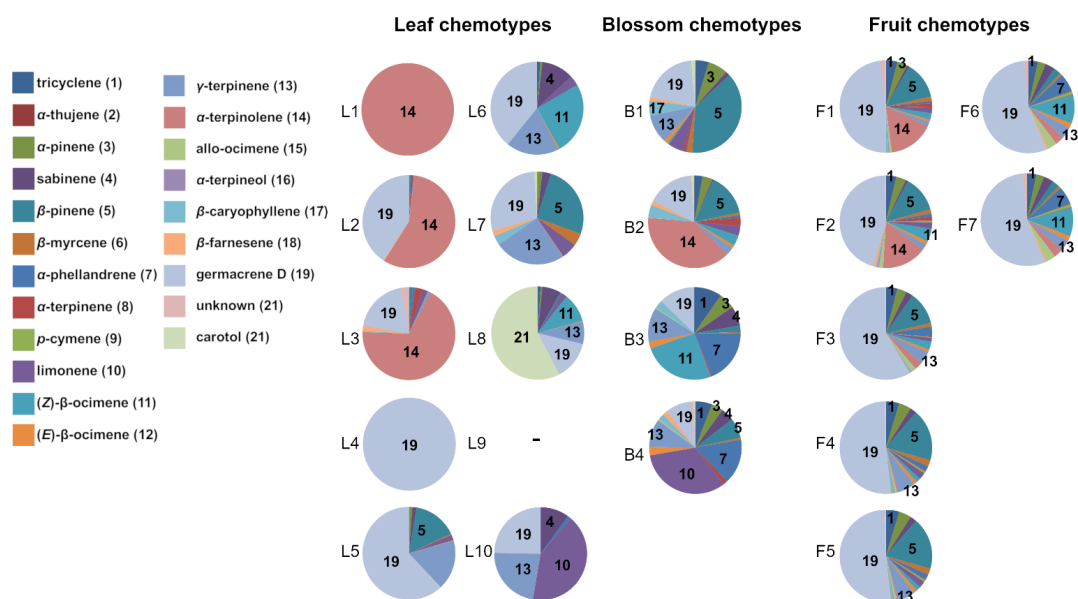 Leaf chemotypes
Blossom chemotypes
Fruit chemotypes
tricyclene (1)
α-thujene (2)
α-pinene (3)
sabinene (4)
β-pinene (5)
β-myrcene (6)
α-phellandrene (7)
α-terpinene (8)
p-cymene (9)
limonene (10)
(Z)-β-ocimene (11)
(E)-β-ocimene (12)
γ-terpinene (13)
α-terpinolene (14)
allo-ocimene (15)
α-terpineol (16)
β-caryophyllene (17)
β-farnesene (18)
germacrene D (19)
unknown (21)
carotol (21)
L1
14
L2
19
14
L3
19
14
L4
19
L5
5
19
L6
4
19
11
13
L7
19
5
13
L8
11
21
13
19
L9
-
L10
19
4
13
10
B1
19
3
17
13
5
B2
19
5
14
B3
19
1
3
4
13
7
11
B4
19
1
3
4
5
13
7
10
F1
1
3
5
19
14
F2
1
5
19
11
14
F3
1
5
19
13
F4
1
5
19
13
F5
1
5
19
13
F6
1
7
19
11
13
F7
1
7
19
11
13